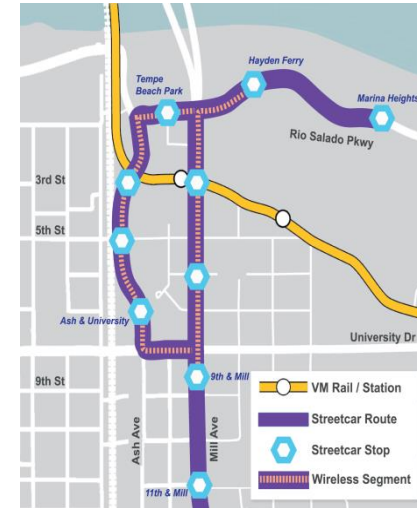 Hayden Ferry
Tempe
Beach Park
Marina Heights
Rio Salado Pkwy
3rd St
5th St
Ash & University
University Dr
9th St
9th & Mill
Ash Ave
Mill Ave
11th & Mill
VM Rail / Station
Streetcar Route
Streetcar Stop
Wireless Segment